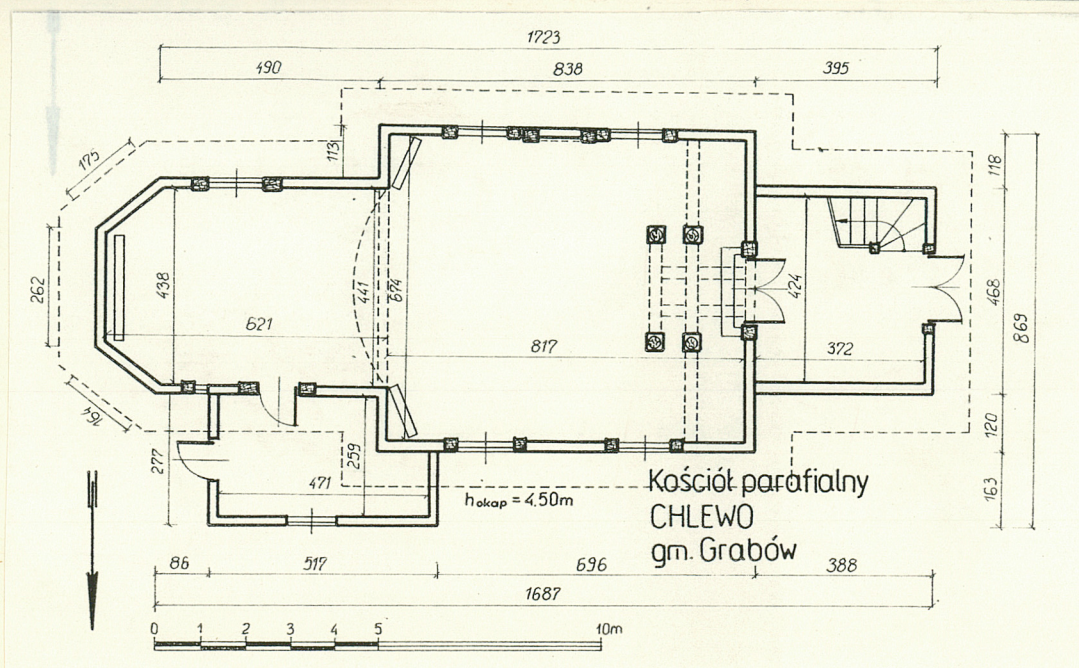 1723
490 838 395
175
113
118
262
438
441
674
424
468
869
621
817
372
164
277
259
120
471
163
h okap = 4.50m
Kościół parafialny
CHLEWO
gm. Grabów
N
86 517 696 388
1687
0 1 2 3 4 5 10m